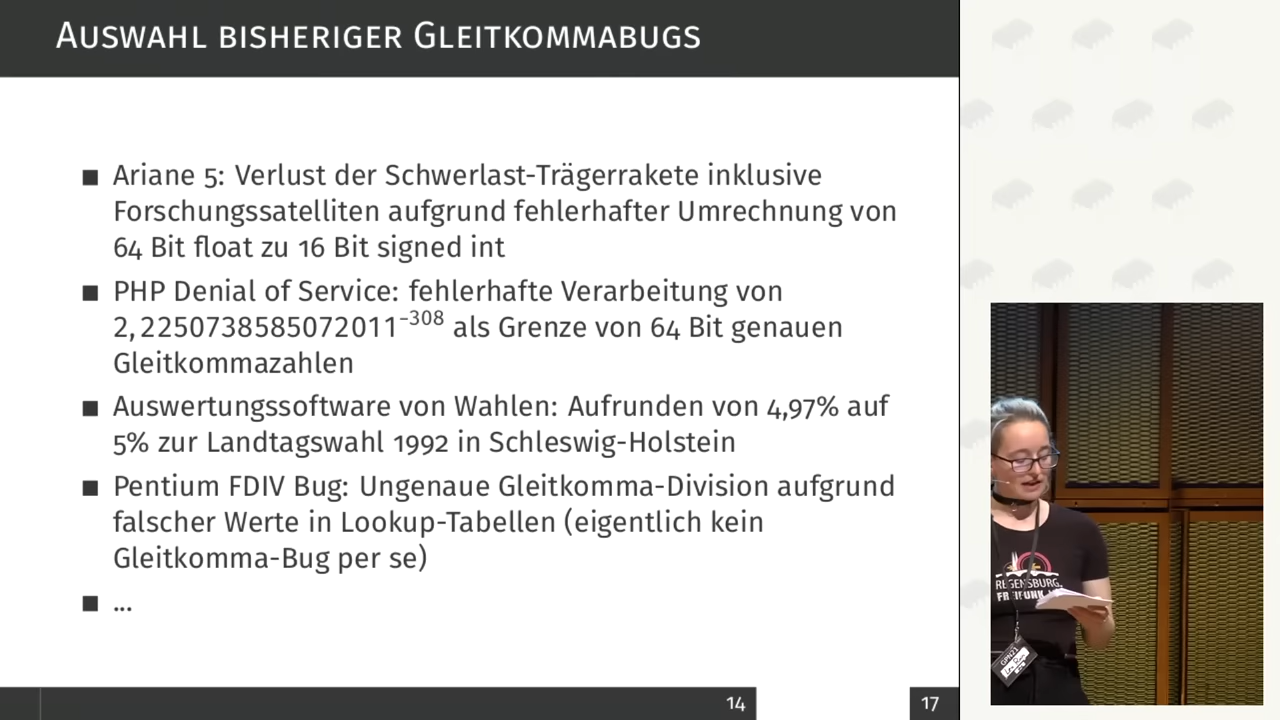 Auswahl bisheriger Gleitkommabugs
Ariane 5: Verlust der Schwerlast-Trägerrakete inklusive
Forschungssatelliten aufgrund fehlerhafter Umrechnung von
64 Bit float zu 16 Bit signed int
PHP Denial of Service: fehlerhafte Verarbeitung von
2,2250738585072011⁻³⁰⁸ als Grenze von 64 Bit genauen
Gleitkommazahlen
Auswertungssoftware von Wahlen: Aufrunden von 4,97% auf
5% zur Landtagswahl 1992 in Schleswig-Holstein
Pentium FDIV Bug: Ungenaue Gleitkomma-Division aufgrund
falscher Werte in Lookup-Tabellen (eigentlich kein
Gleitkomma-Bug per se)
...
14
17
REGENSBURG
FREIFUNK
GPN21